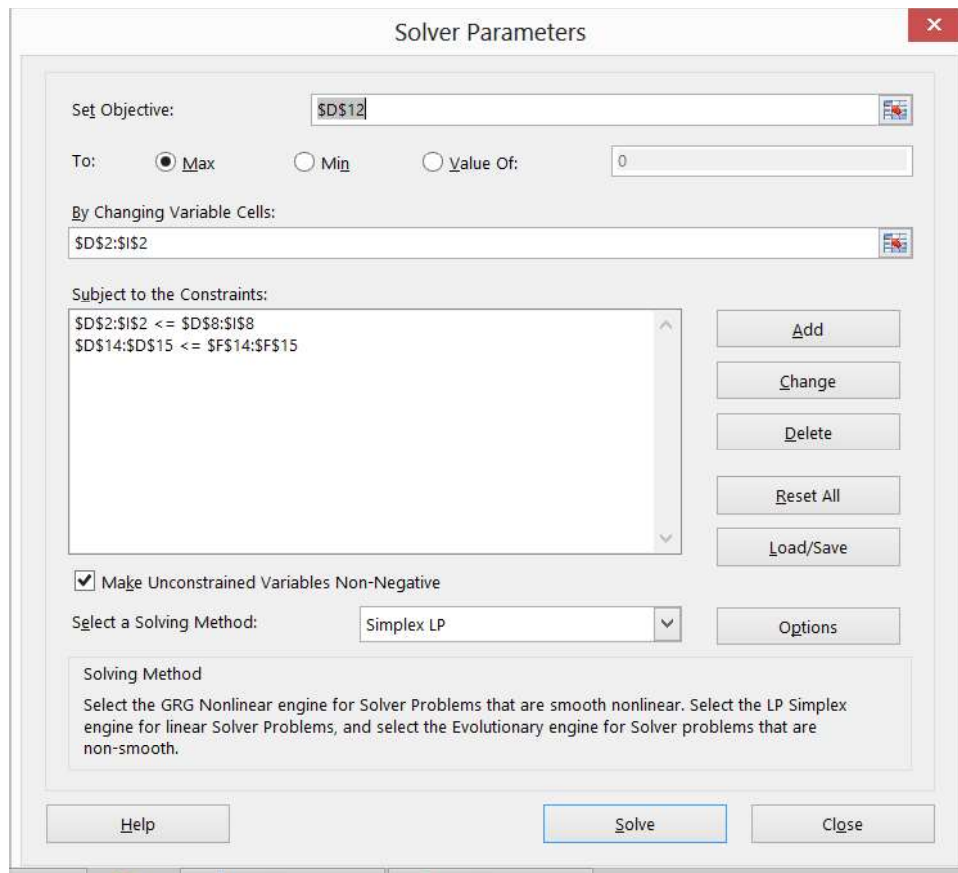 Solver Parameters
Set Objective:
$D$12
To:
Max
Min
Value Of:
0
By Changing Variable Cells:
$D$2:$I$2
Subject to the Constraints:
$D$2:$I$2 <= $D$8:$I$8
$D$14:$D$15 <= $F$14:$F$15
Add
Change
Delete
Reset All
Load/Save
Make Unconstrained Variables Non-Negative
Select a Solving Method:
Simplex LP
Options
Solving Method
Select the GRG Nonlinear engine for Solver Problems that are smooth nonlinear. Select the LP Simplex
engine for linear Solver Problems, and select the Evolutionary engine for Solver problems that are
non-smooth.
Help
Solve
Close